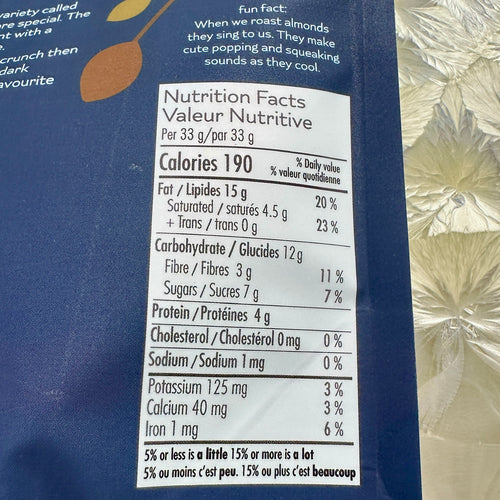 variety called
re special. The
nt with a
e.
crunch then
dark
avourite
fun fact:
When we roast almonds
they sing to us. They make
cute popping and squeaking
sounds as they cool.
Nutrition Facts
Valeur Nutritive
Per 33 g/par 33 g
Calories 190
% Daily value
% valeur quotidienne
Fat / Lipides 15 g 20 %
Saturated / saturés 4.5 g
+ Trans / trans 0 g 23 %
Carbohydrate / Glucides 12 g
Fibre / Fibres 3 g 11 %
Sugars / Sucres 7 g 7 %
Protein / Protéines 4 g
Cholesterol / Cholestérol 0 mg 0 %
Sodium / Sodium 1 mg 0 %
Potassium 125 mg 3 %
Calcium 40 mg 3 %
Iron 1 mg 6 %
5% or less is a little 15% or more is a lot
5% ou moins c'est peu. 15% ou plus c'est beaucoup